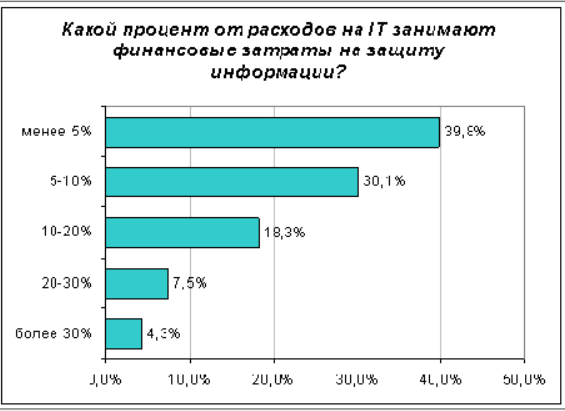 Какой процент от расходов на IT занимают
финансовые затраты на защиту
информации?
менее 5%
39,8%
5-10%
30,1%
10-20%
18,3%
20-30%
7,5%
более 30%
4,3%
0,0%
10,0%
20,0%
30,0%
40,0%
50,0%